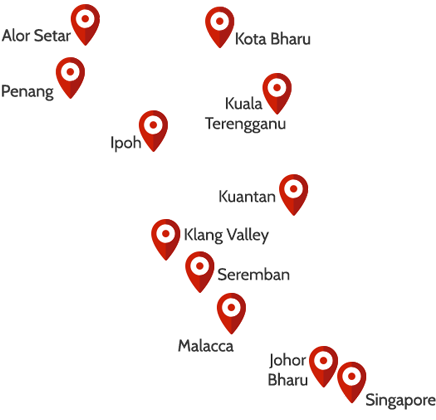 Alor Setar
Kota Bharu
Penang
Kuala
Terengganu
Ipoh
Kuantan
Klang Valley
Seremban
Malacca
Johor
Bharu
Singapore